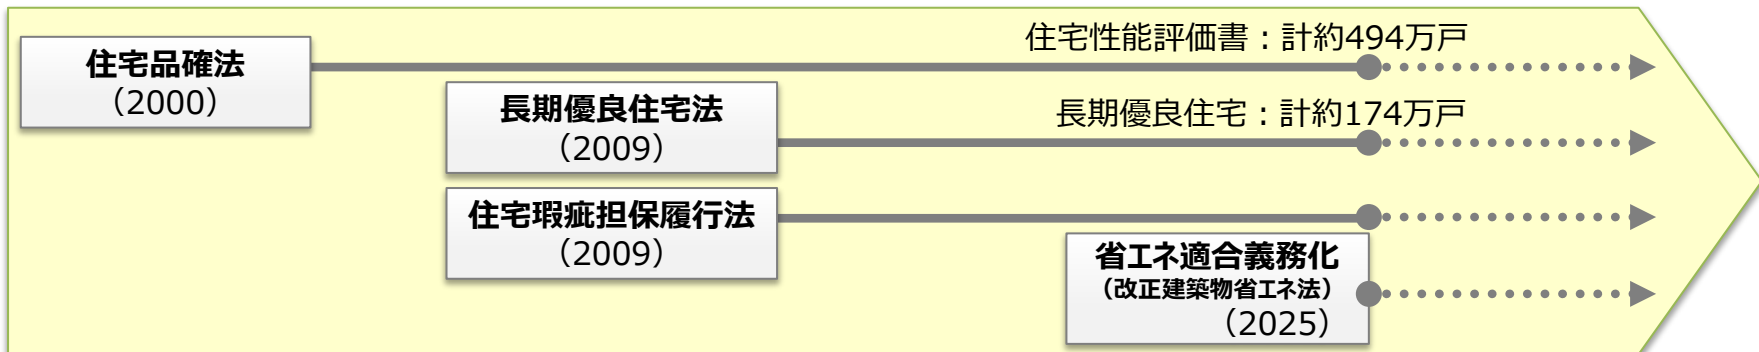 住宅性能評価書：計約494万戸
住宅品確法
（2000）
長期優良住宅：計約174万戸
長期優良住宅法
（2009）
住宅瑕疵担保履行法
（2009）
省エネ適合義務化
（改正建築物省エネ法）
（2025）